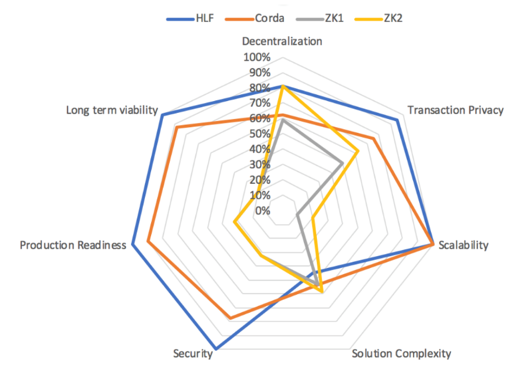 HLF Corda ZK1 ZK2
Decentralization
100%
90%
80%
70%
60%
50%
40%
30%
20%
10%
0%
Long term viability
Transaction Privacy
Production Readiness
Scalability
Security
Solution Complexity